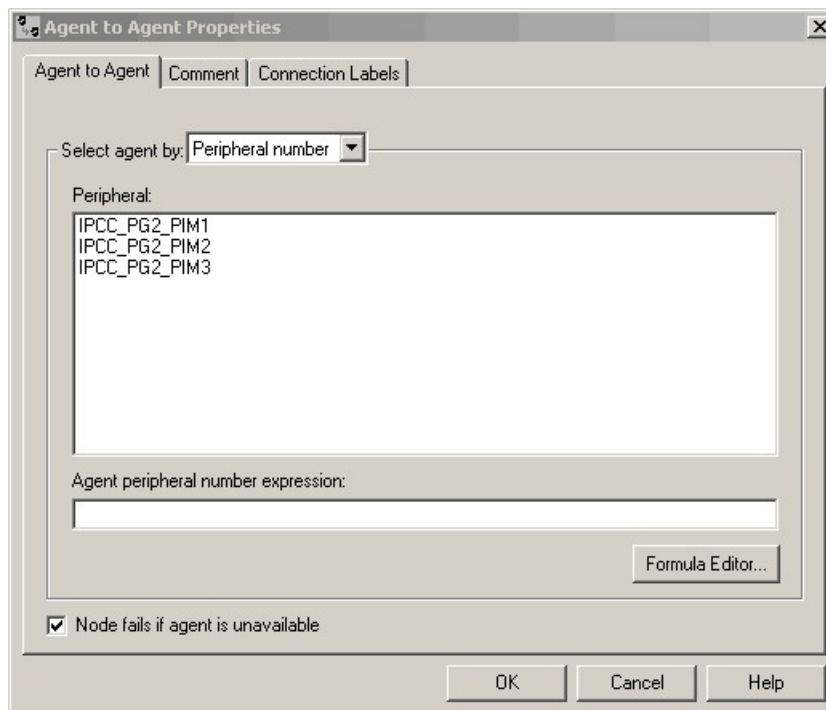 Agent to Agent Properties
Agent to Agent Comment Connection Labels
Select agent by: Peripheral number
Peripheral:
IPCC_PG2_PIM1
IPCC_PG2_PIM2
IPCC_PG2_PIM3
Agent peripheral number expression:
Formula Editor...
Node fails if agent is unavailable
OK Cancel Help